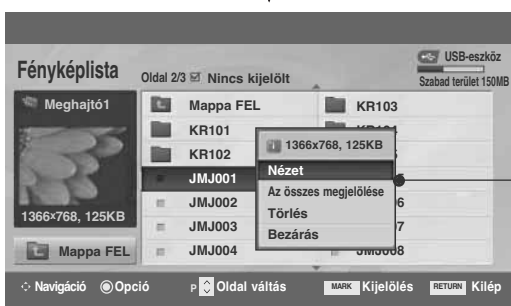 USB-eszköz
Fényképlista
Oldal 2/3 Nincs kijelölt
Szabad terület 150MB
Meghajtó1
1366x768, 125KB
Mappa FEL
Mappa FEL
KR101
KR102
JMJ001
JMJ002
JMJ003
JMJ004
KR103
1366x768, 125KB
Nézet
Az összes megjelölése
Törlés
Bezárás
Navigáció Opció P Oldal váltás MARK Kijelölés RETURN Kilép